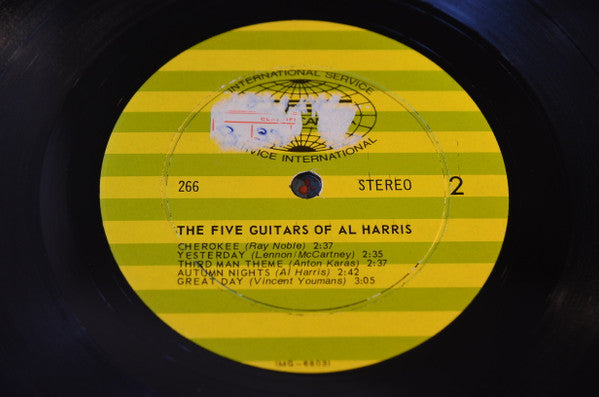 INTERNATIONAL SERVICE
SERVICE INTERNATIONAL
266
STEREO 2
THE FIVE GUITARS OF AL HARRIS
CHEROKEE (Ray Noble) 2:37
YESTERDAY (Lennon/McCartney) 2:35
THIRD MAN THEME (Anton Karas) 2:37
AUTUMN NIGHTS (Al Harris) 2:42
GREAT DAY (Vincent Youmans) 3:05